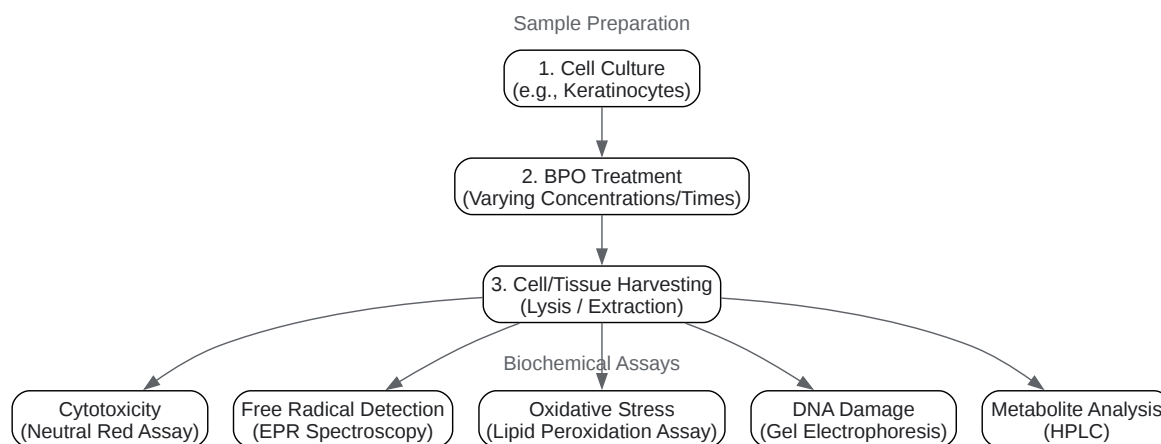 Sample Preparation
1. Cell Culture
(e.g., Keratinocytes)
2. BPO Treatment
(Varying Concentrations/Times)
3. Cell/Tissue Harvesting
(Lysis / Extraction)
Biochemical Assays
Cytotoxicity
(Neutral Red Assay)
Free Radical Detection
(EPR Spectroscopy)
Oxidative Stress
(Lipid Peroxidation Assay)
DNA Damage
(Gel Electrophoresis)
Metabolite Analysis
(HPLC)